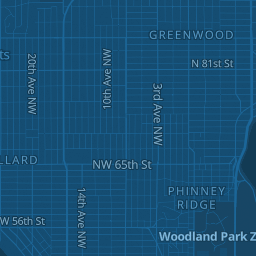 GREENWOOD
ts
N 81st St
20th Ave NW
10th Ave NW
3rd Ave NW
LLARD
NW 65th St
PHINNEY
RIDGE
14th Ave NW
W 56th St
Woodland Park Z